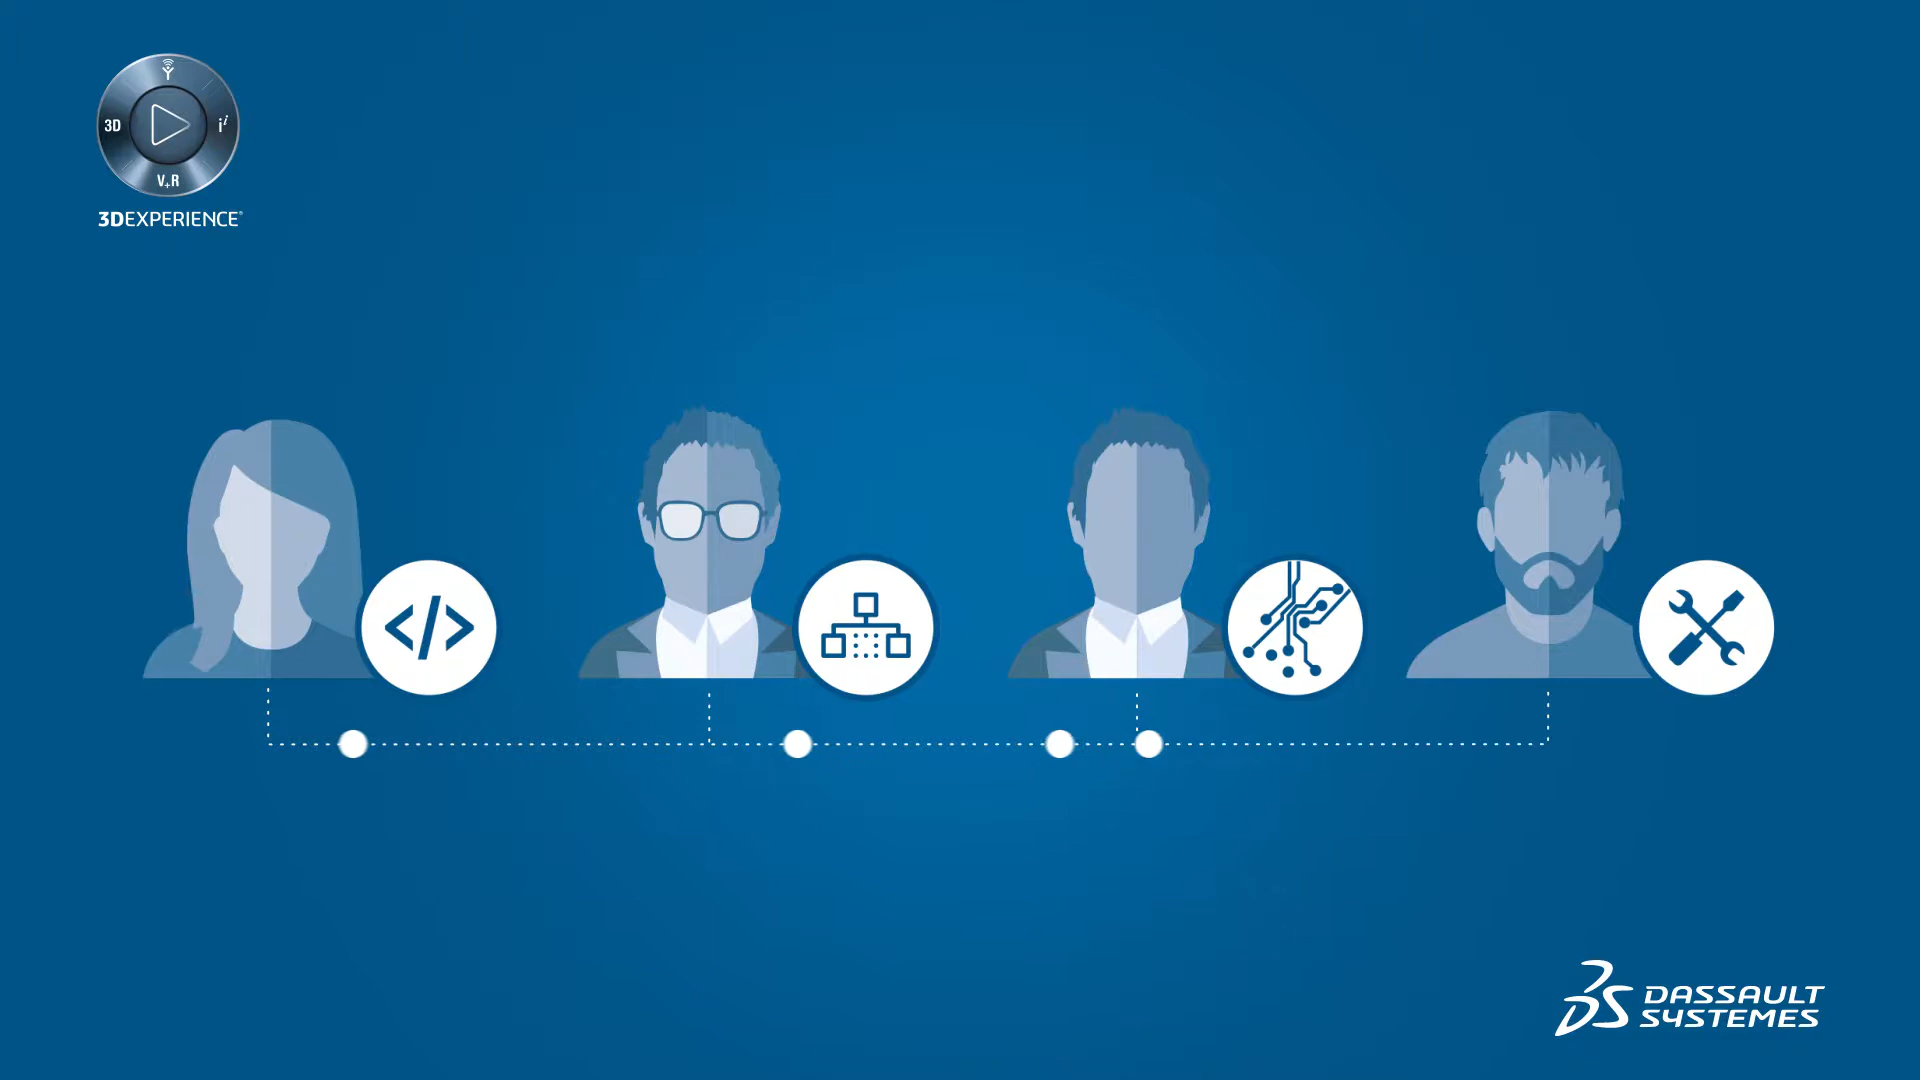 3D
i i
V+R
3DEXPERIENCE®
</>
DASSAULT
SYSTEMES